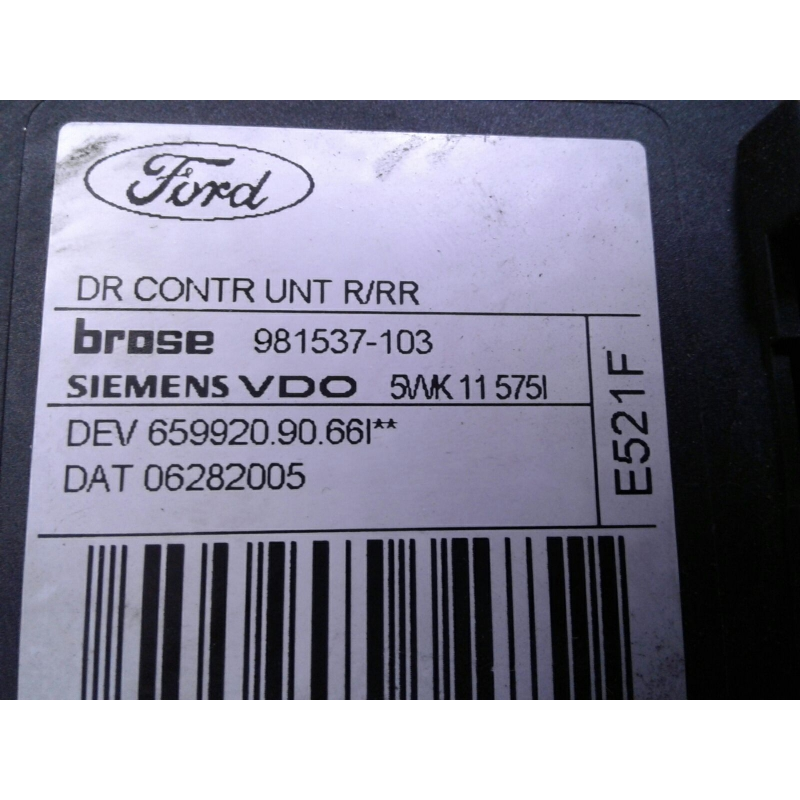 Ford
DR CONTR UNT R/RR
brose 981537-103
SIEMENS VDO 5WK 11 575I
DEV 659920.90.66I**
DAT 06282005
E521F